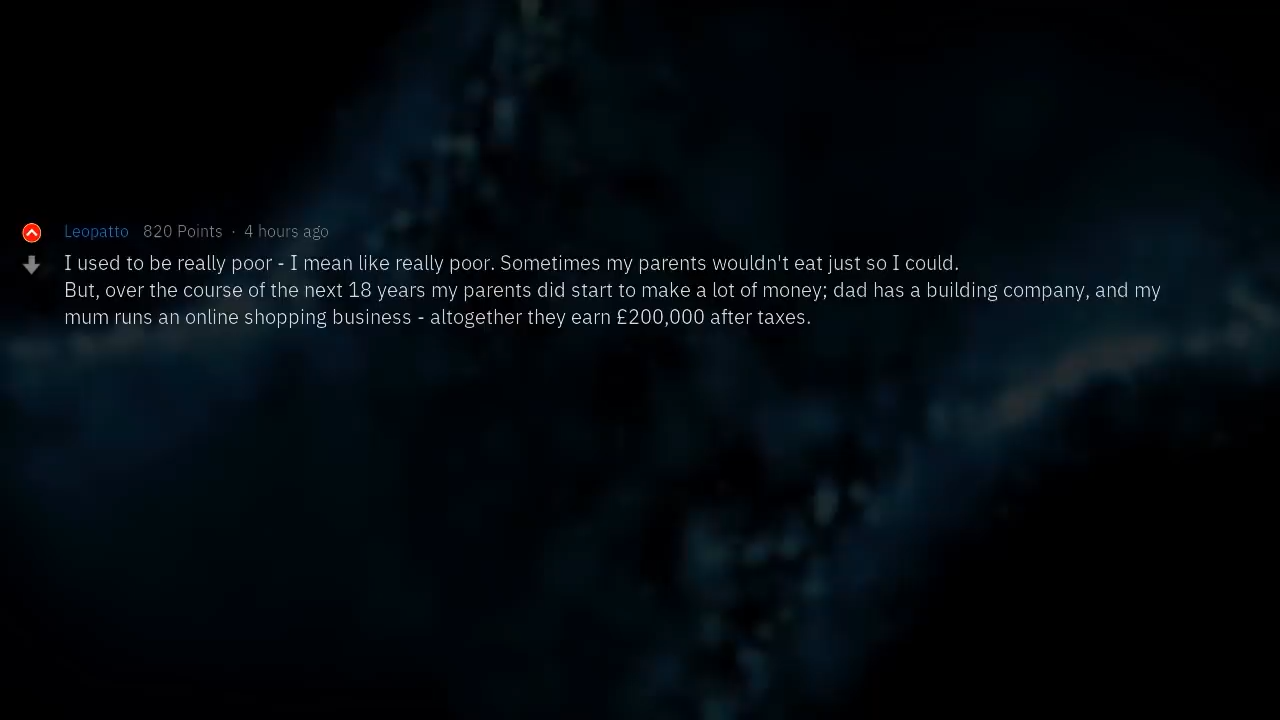 Leopatto 820 Points · 4 hours ago
I used to be really poor - I mean like really poor. Sometimes my parents wouldn't eat just so I could.
But, over the course of the next 18 years my parents did start to make a lot of money; dad has a building company, and my
mum runs an online shopping business - altogether they earn £200,000 after taxes.